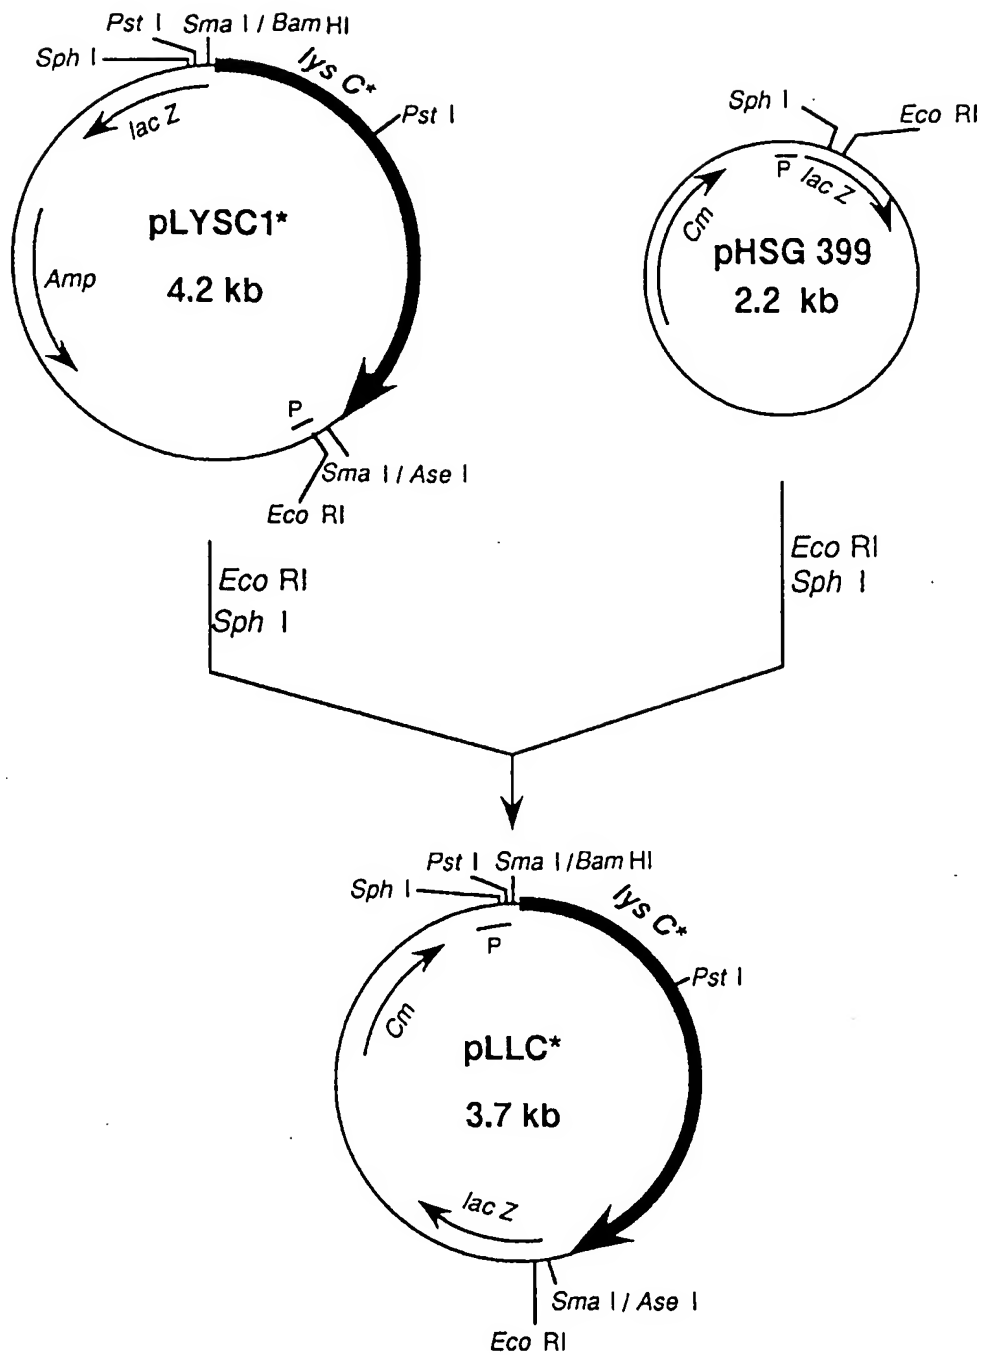 Pst I Sma I / Bam HI
Sph I
lys C*
Pst I
lac Z
pLYSC1*
4.2 kb
Amp
P
Sma I / Ase I
Eco RI
Sph I
Eco RI
P
lac Z
Cm
pHSG 399
2.2 kb
Eco RI
Sph I
Eco RI
Sph I
Pst I Sma I / Bam HI
Sph I
lys C*
P
Pst I
Cm
pLLC*
3.7 kb
lac Z
Sma I / Ase I
Eco RI